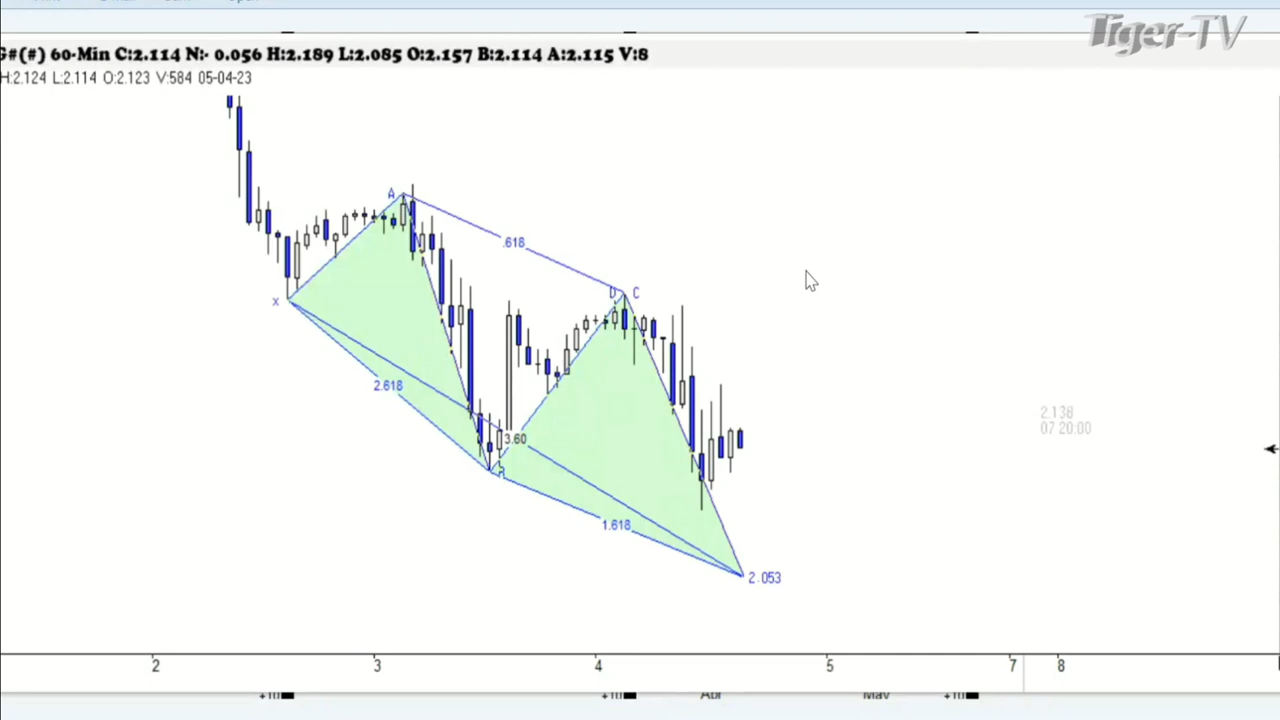 Tiger-TV
G#(#) 60-Min C:2.114 N:- 0.056 H:2.189 L:2.085 O:2.157 B:2.114 A:2.115 V:8
H:2.124 L:2.114 O:2.123 V:584 05-04-23
A
.618
X
D C
2.618
3.60
2.138
07 20:00
1.618
2.053
2 3 4 5 7 8